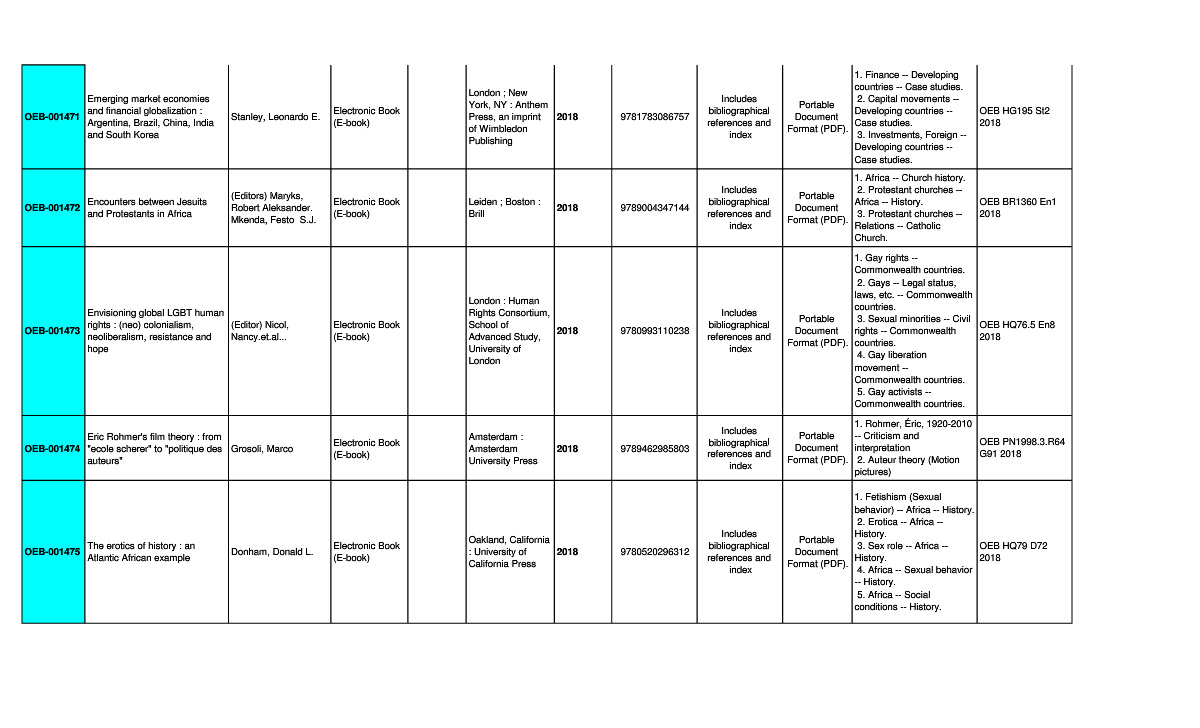 OEB-001471
Emerging market economies
and financial globalization :
Argentina, Brazil, China, India
and South Korea
Stanley, Leonardo E.
Electronic Book
(E-book)
London ; New
York, NY : Anthem
Press, an imprint
of Wimbledon
Publishing
2018
9781783086757
Includes
bibliographical
references and
index
Portable
Document
Format (PDF).
1. Finance -- Developing
countries -- Case studies.
2. Capital movements --
Developing countries --
Case studies.
3. Investments, Foreign --
Developing countries --
Case studies.
OEB HG195 St2
2018
OEB-001472
Encounters between Jesuits
and Protestants in Africa
(Editors) Maryks,
Robert Aleksander.
Mkenda, Festo  S.J.
Electronic Book
(E-book)
Leiden ; Boston :
Brill
2018
9789004347144
Includes
bibliographical
references and
index
Portable
Document
Format (PDF).
1. Africa -- Church history.
2. Protestant churches --
Africa -- History.
3. Protestant churches --
Relations -- Catholic
Church.
OEB BR1360 En1
2018
OEB-001473
Envisioning global LGBT human
rights : (neo) colonialism,
neoliberalism, resistance and
hope
(Editor) Nicol,
Nancy.et.al...
Electronic Book
(E-book)
London : Human
Rights Consortium,
School of
Advanced Study,
University of
London
2018
9780993110238
Includes
bibliographical
references and
index
Portable
Document
Format (PDF).
1. Gay rights --
Commonwealth countries.
2. Gays -- Legal status,
laws, etc. -- Commonwealth
countries.
3. Sexual minorities -- Civil
rights -- Commonwealth
countries.
4. Gay liberation
movement --
Commonwealth countries.
5. Gay activists --
Commonwealth countries.
OEB HQ76.5 En8
2018
OEB-001474
Eric Rohmer's film theory : from
"ecole scherer" to "politique des
auteurs"
Grosoli, Marco
Electronic Book
(E-book)
Amsterdam :
Amsterdam
University Press
2018
9789462985803
Includes
bibliographical
references and
index
Portable
Document
Format (PDF).
1. Rohmer, Éric, 1920-2010
-- Criticism and
interpretation
2. Auteur theory (Motion
pictures)
OEB PN1998.3.R64
G91 2018
OEB-001475
The erotics of history : an
Atlantic African example
Donham, Donald L.
Electronic Book
(E-book)
Oakland, California
: University of
California Press
2018
9780520296312
Includes
bibliographical
references and
index
Portable
Document
Format (PDF).
1. Fetishism (Sexual
behavior) -- Africa -- History.
2. Erotica -- Africa --
History.
3. Sex role -- Africa --
History.
4. Africa -- Sexual behavior
-- History.
5. Africa -- Social
conditions -- History.
OEB HQ79 D72
2018